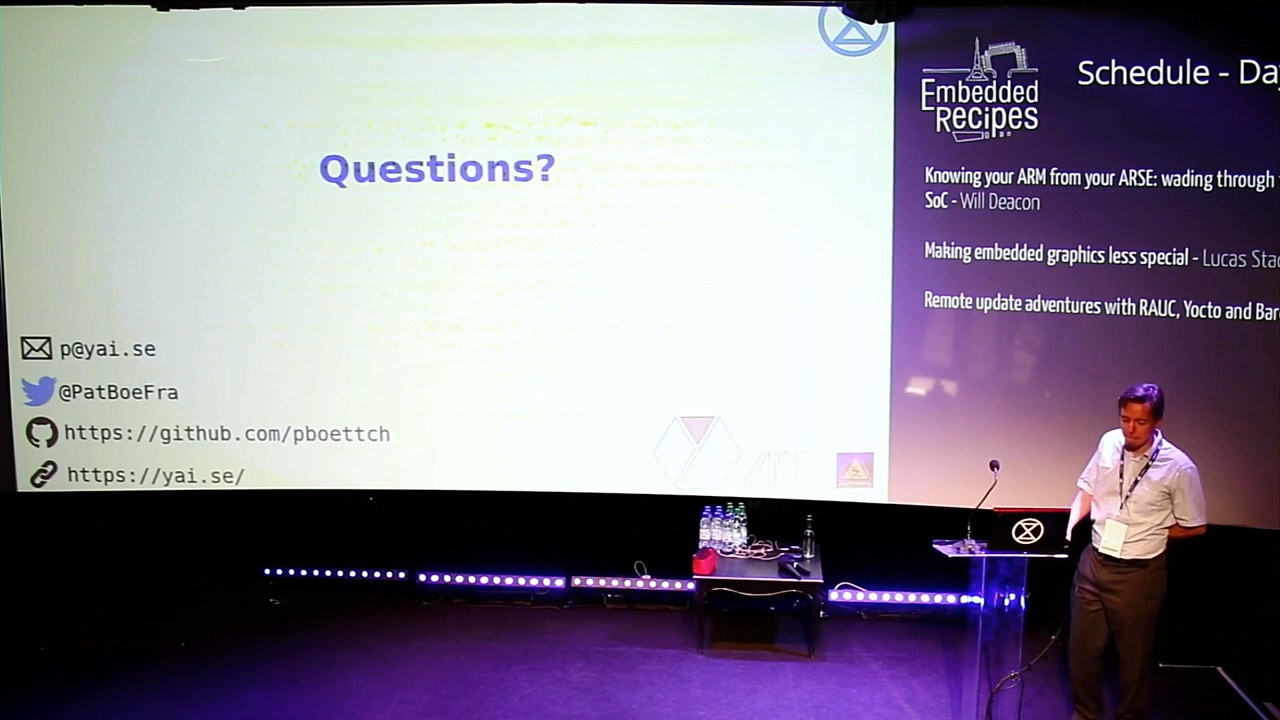 Questions?
p@yai.se
@PatBoeFra
https://github.com/pboettch
https://yai.se/
Embedded
Recipes
Schedule - Da
Knowing your ARM from your ARSE: wading through
SoC - Will Deacon
Making embedded graphics less special - Lucas Sta
Remote update adventures with RAUC, Yocto and Bar